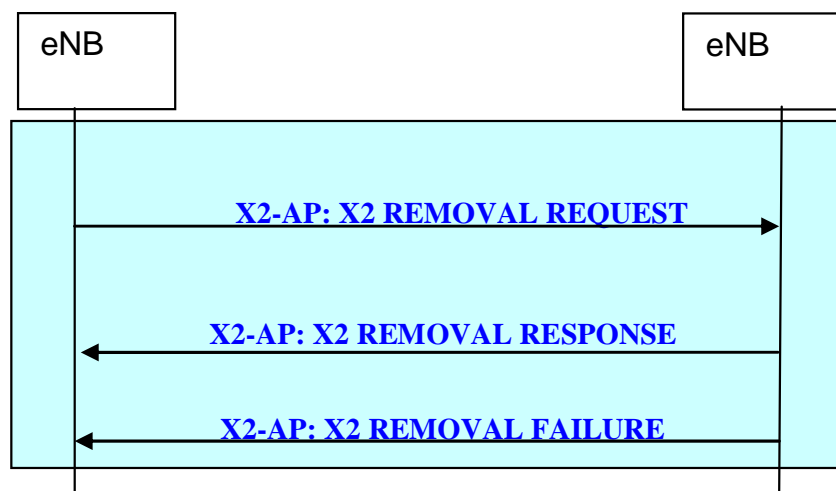 eNB
eNB
X2-AP: X2 REMOVAL REQUEST
X2-AP: X2 REMOVAL RESPONSE
X2-AP: X2 REMOVAL FAILURE